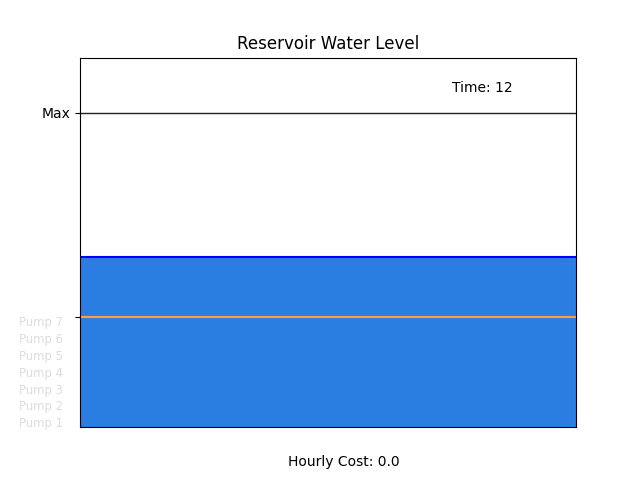 Reservoir Water Level
Time: 12
Max
Pump 7
Pump 6
Pump 5
Pump 4
Pump 3
Pump 2
Pump 1
Hourly Cost: 0.0